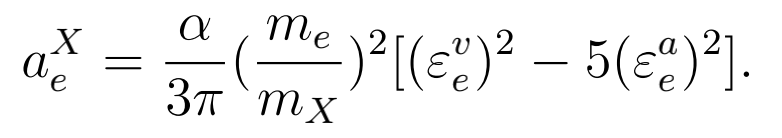 $a_e^X = \frac{\alpha}{3\pi} (\frac{m_e}{m_X})^2 [(\varepsilon_e^v)^2 - 5(\varepsilon_e^a)^2].$